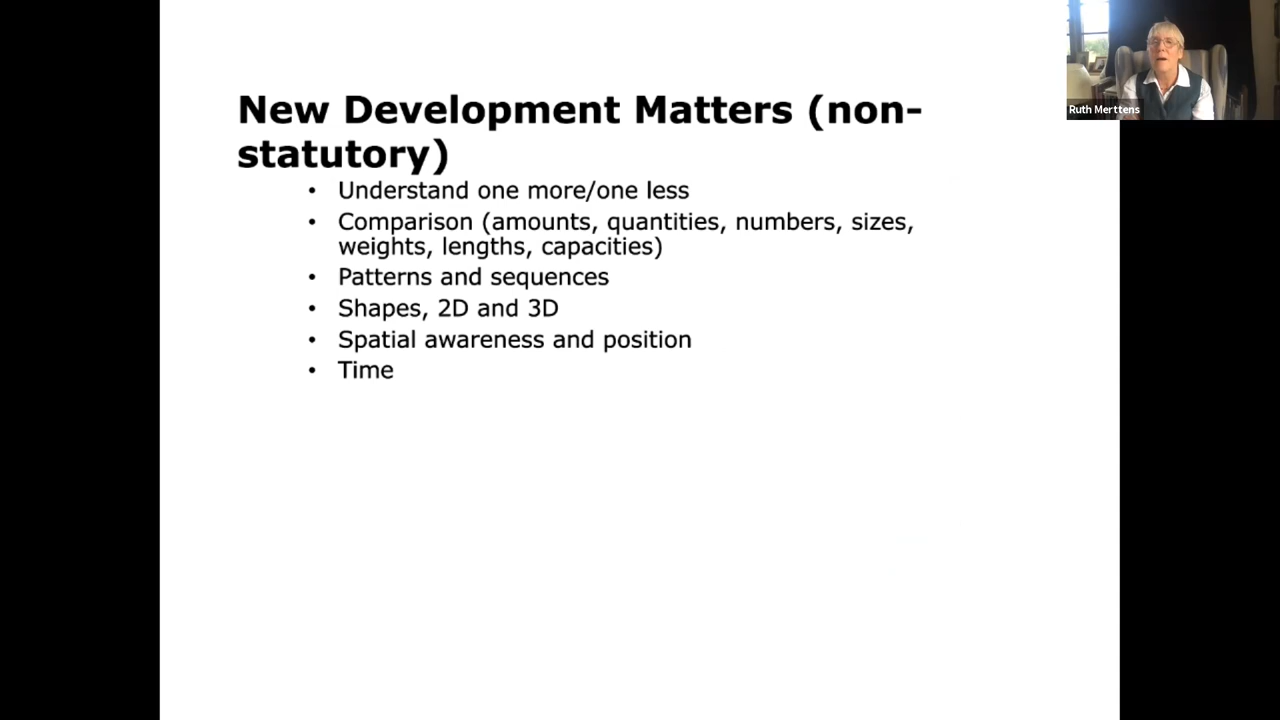 New Development Matters (non-
statutory)
• Understand one more/one less
• Comparison (amounts, quantities, numbers, sizes,
weights, lengths, capacities)
• Patterns and sequences
• Shapes, 2D and 3D
• Spatial awareness and position
• Time
Ruth Merttens